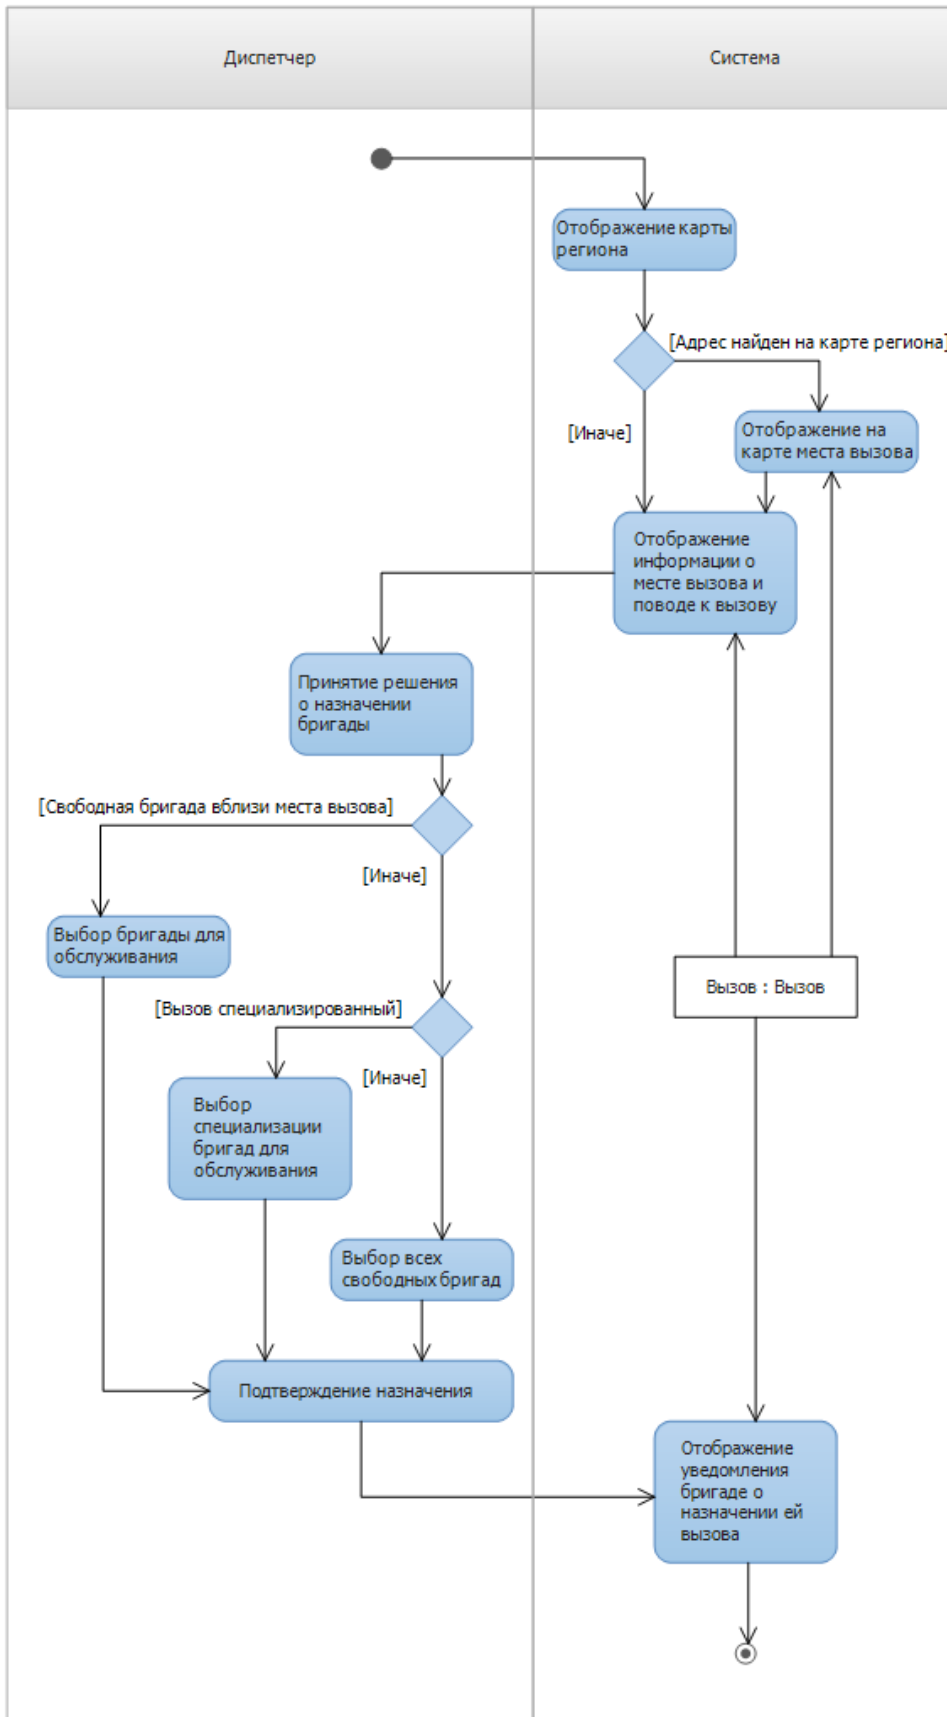 Диспетчер
Система
Отображение карты
региона
[Адрес найден на карте региона]
[Иначе]
Отображение на
карте места вызова
Отображение
информации о
месте вызова и
поводе к вызову
Принятие решения
о назначении
бригады
[Свободная бригада вблизи места вызова]
[Иначе]
Выбор бригады для
обслуживания
Вызов : Вызов
[Вызов специализированный]
[Иначе]
Выбор
специализации
бригад для
обслуживания
Выбор всех
свободных бригад
Подтверждение назначения
Отображение
уведомления
бригаде о
назначении ей
вызова